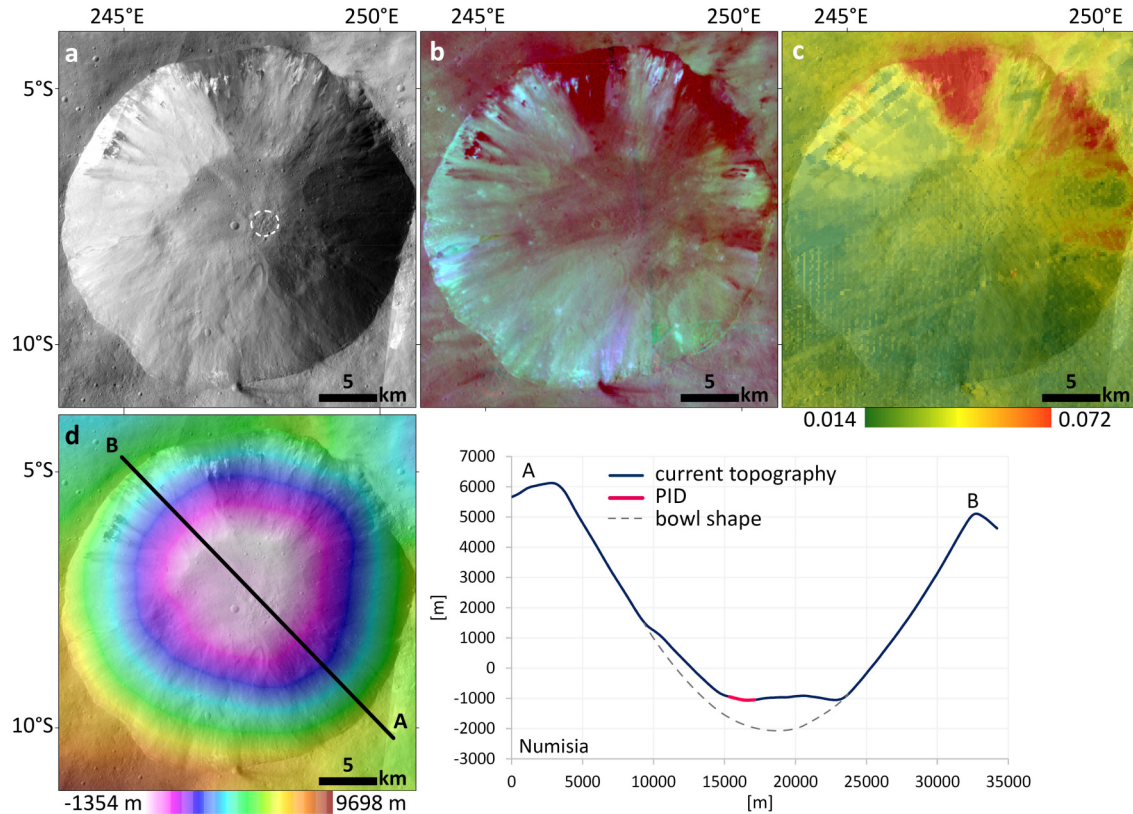 245°E 250°E 245°E 250°E
a b c
5°S
10°S
5 km 5 km 5 km
0.014 0.072
d
B
5°S
A
10°S
5 km
-1354 m 9698 m
7000
6000
5000
4000
3000
2000
1000
0
-1000
-2000
-3000
[m]
A
B
current topography
PID
bowl shape
Numisia
0 5000 10000 15000 20000 25000 30000 35000
[m]